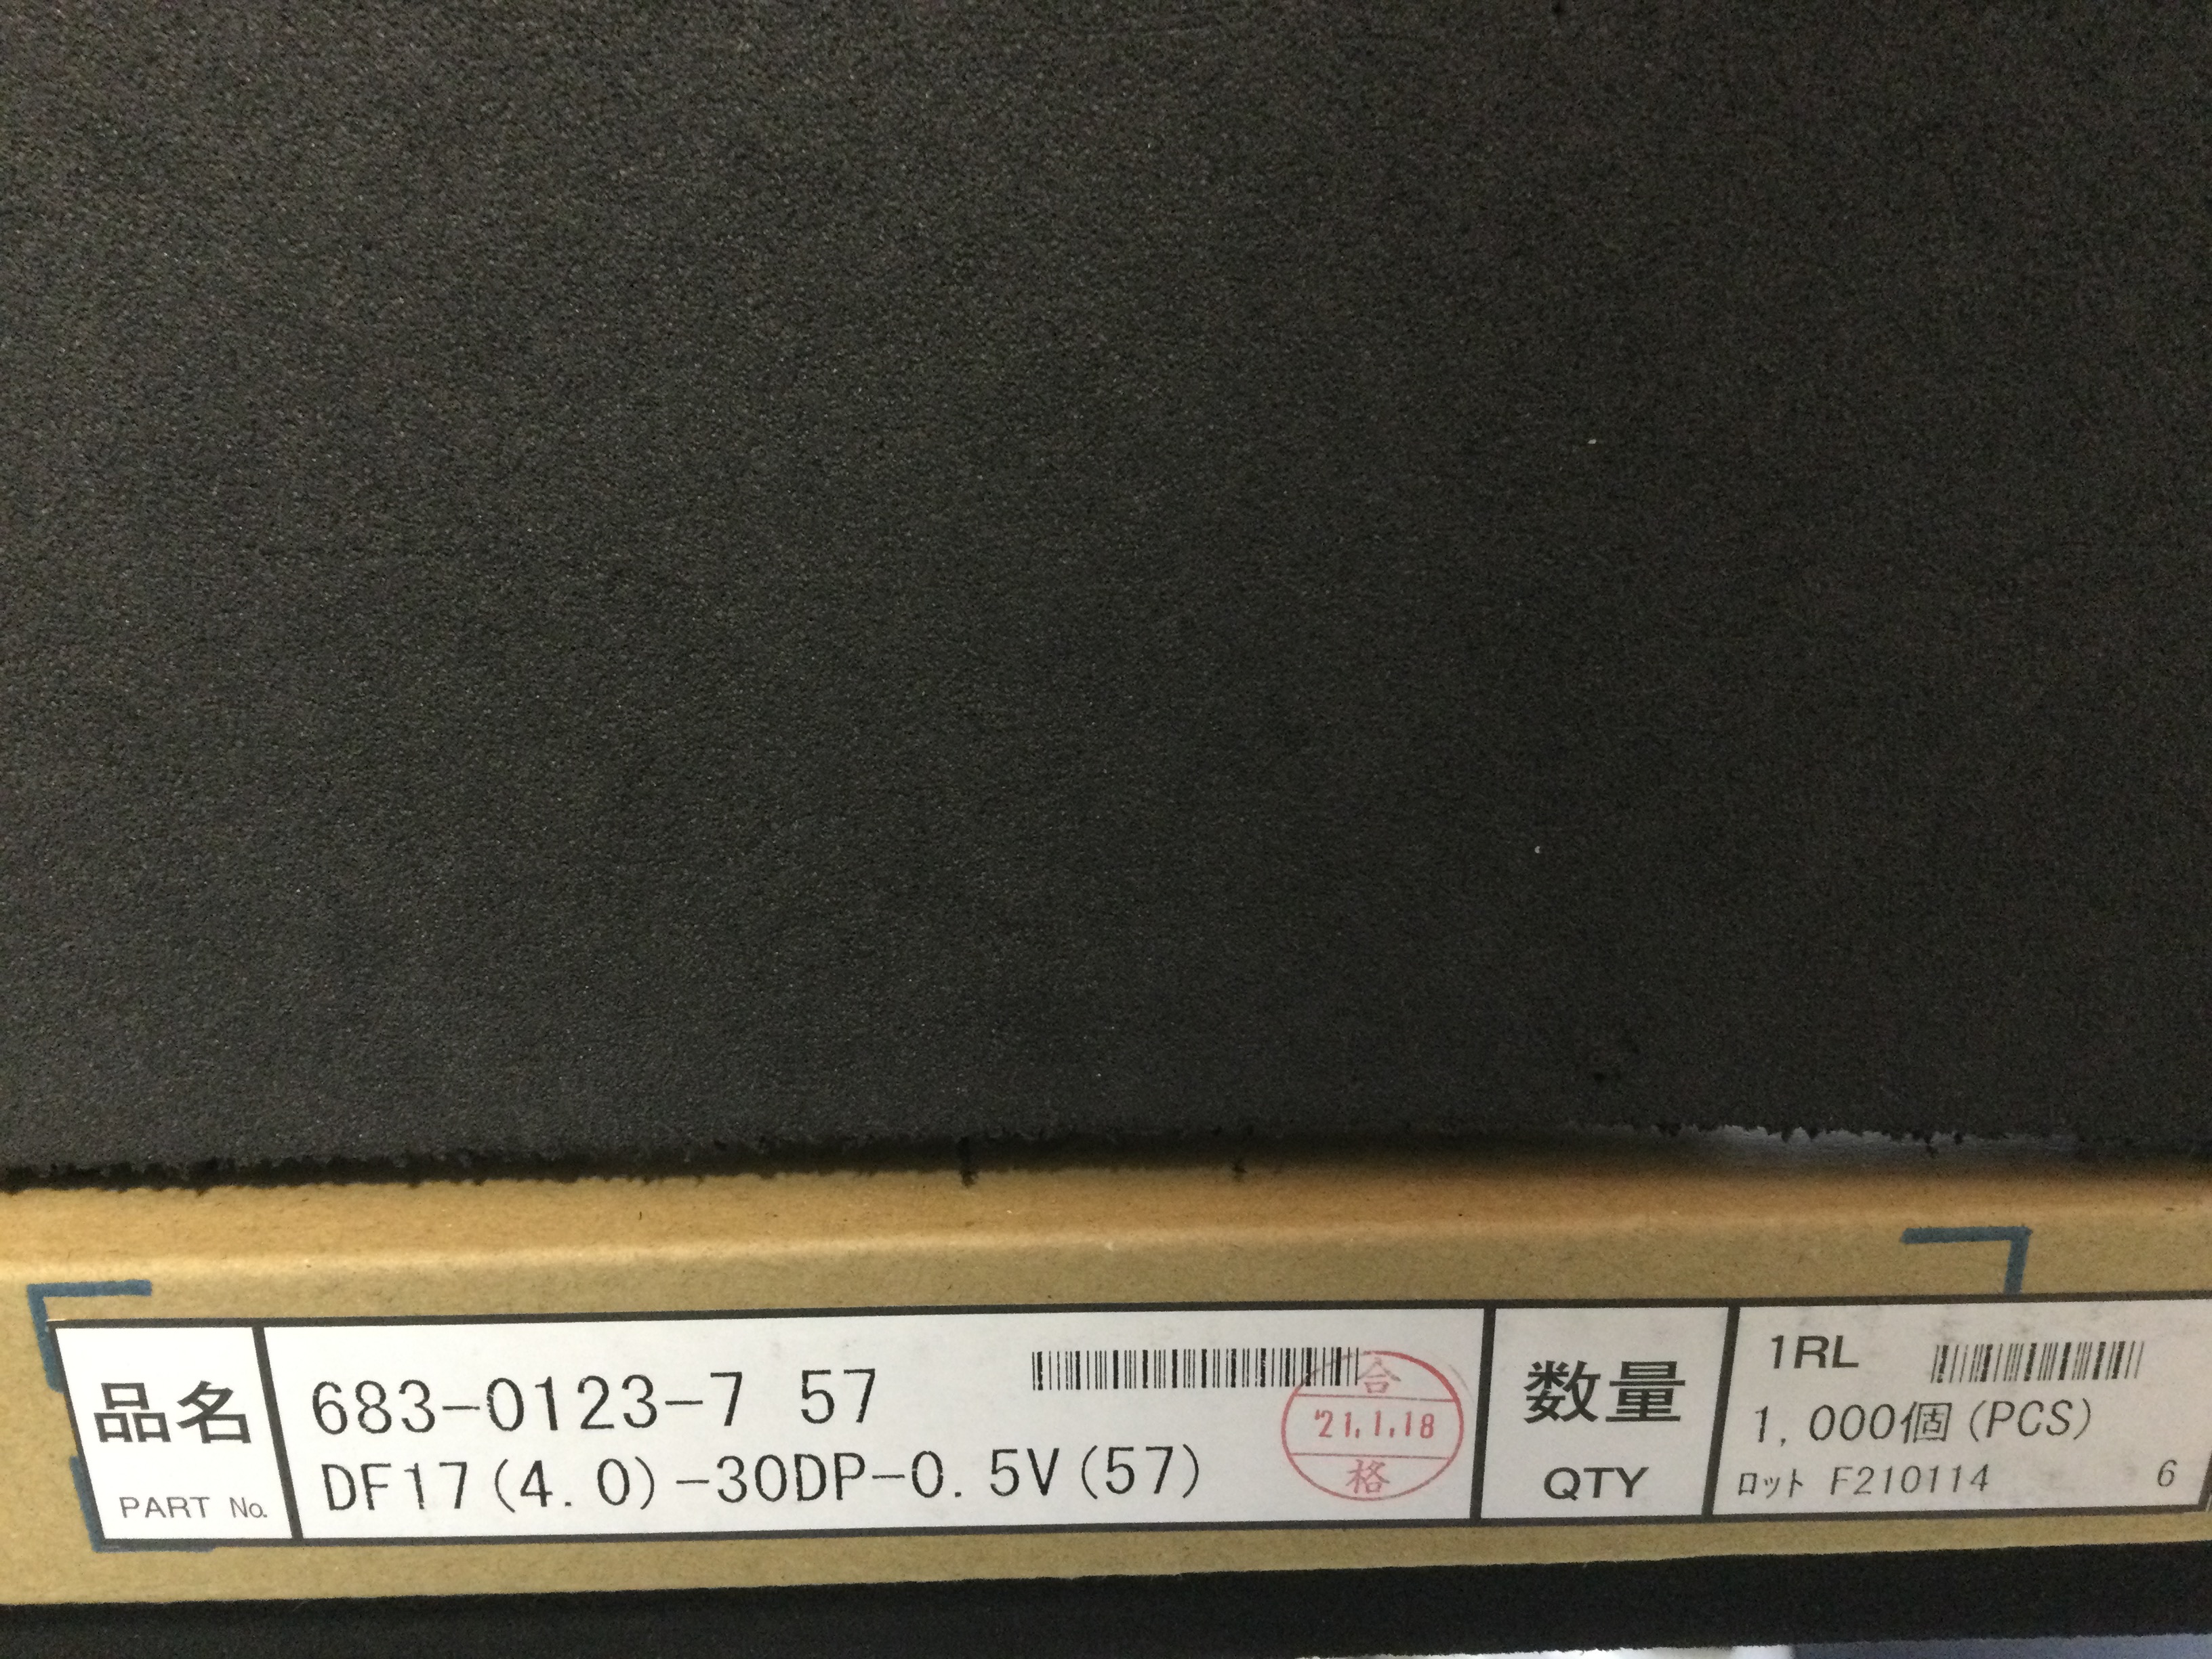 品名
PART No.
683-0123-7 57
DF17(4.0)-30DP-0.5V(57)
合
'21.1.18
格
数量
QTY
1RL
1,000個(PCS)
ロット F210114 6